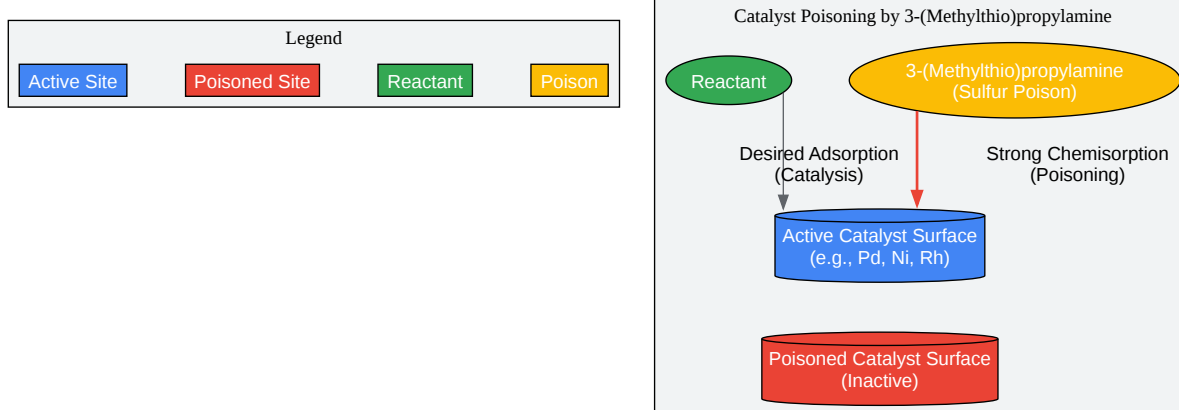 Legend
Active Site
Poisoned Site
Reactant
Poison
Catalyst Poisoning by 3-(Methylthio)propylamine
Reactant
3-(Methylthio)propylamine
(Sulfur Poison)
Desired Adsorption
(Catalysis)
Strong Chemisorption
(Poisoning)
Active Catalyst Surface
(e.g., Pd, Ni, Rh)
Poisoned Catalyst Surface
(Inactive)